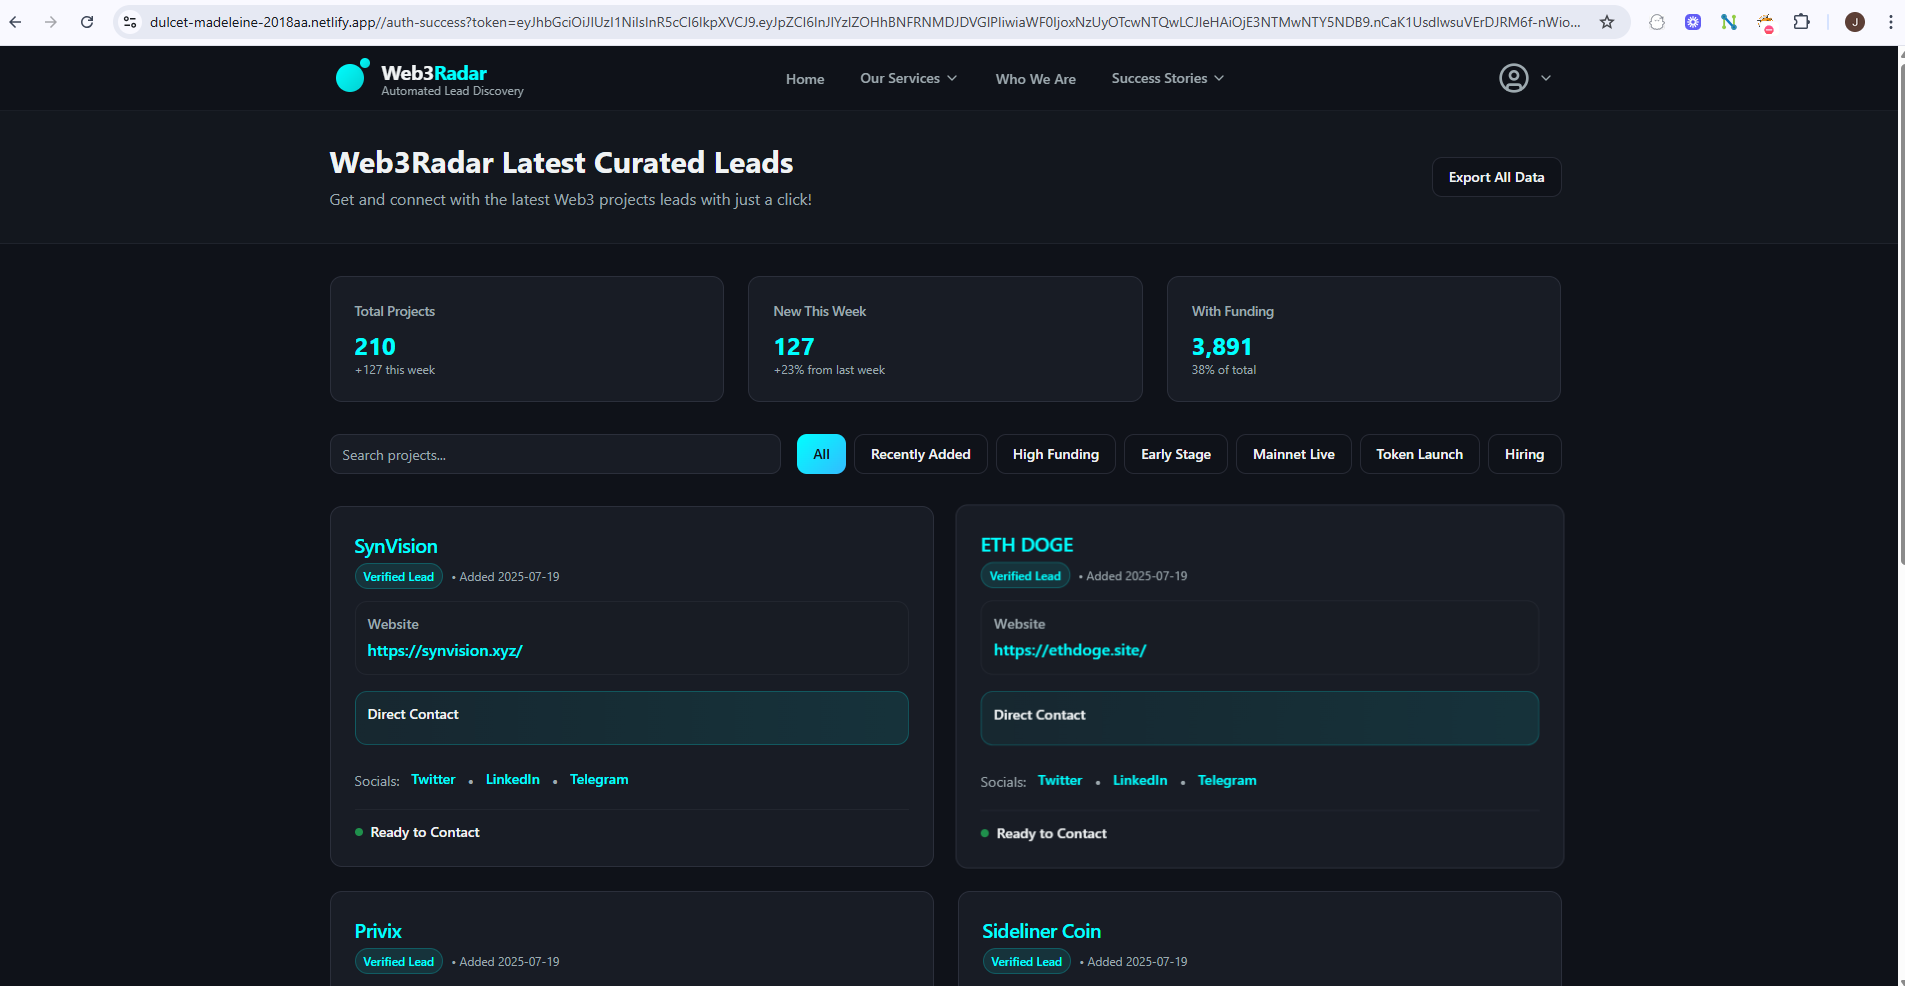 dulcet-madeleine-2018aa.netlify.app//auth-success?token=
J
Web3Radar
Automated Lead Discovery
Home
Our Services
Who We Are
Success Stories
Web3Radar Latest Curated Leads
Get and connect with the latest Web3 projects leads with just a click!
Export All Data
Total Projects
210
+127 this week
New This Week
127
+23% from last week
With Funding
3,891
38% of total
Search projects...
All
Recently Added
High Funding
Early Stage
Mainnet Live
Token Launch
Hiring
SynVision
Verified Lead • Added 2025-07-19
Website
https://synvision.xyz/
Direct Contact
Socials: Twitter • LinkedIn • Telegram
Ready to Contact
ETH DOGE
Verified Lead • Added 2025-07-19
Website
https://ethdoge.site/
Direct Contact
Socials: Twitter • LinkedIn • Telegram
Ready to Contact
Privix
Verified Lead • Added 2025-07-19
Sideliner Coin
Verified Lead • Added 2025-07-19